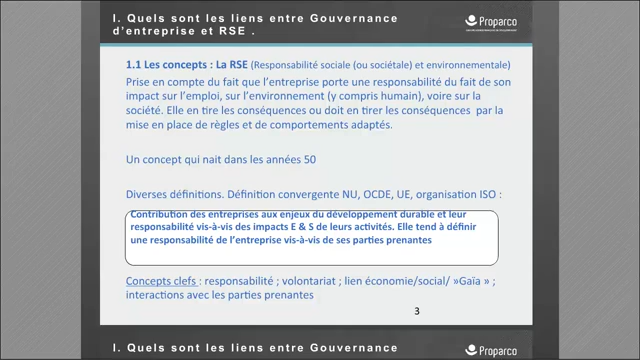 I. Quels sont les liens entre Gouvernance
d'entreprise et RSE .
Proparco
1.1 Les concepts : La RSE (Responsabilité sociale (ou sociétale) et environnementale)
Prise en compte du fait que l'entreprise porte une responsabilité du fait de son
impact sur l'emploi, sur l'environnement (y compris humain), voire sur la
société. Elle en tire les conséquences ou doit en tirer les conséquences par la
mise en place de règles et de comportements adaptés.
Un concept qui nait dans les années 50
Diverses définitions. Définition convergente NU, OCDE, UE, organisation ISO :
Contribution des entreprises aux enjeux du développement durable et leur
responsabilité vis-à-vis des impacts E & S de leurs activités. Elle tend à définir
une responsabilité de l'entreprise vis-à-vis de ses parties prenantes
Concepts clefs : responsabilité ; volontariat ; lien économie/social/ »Gaïa » ;
interactions avec les parties prenantes
3
I. Quels sont les liens entre Gouvernance
Proparco